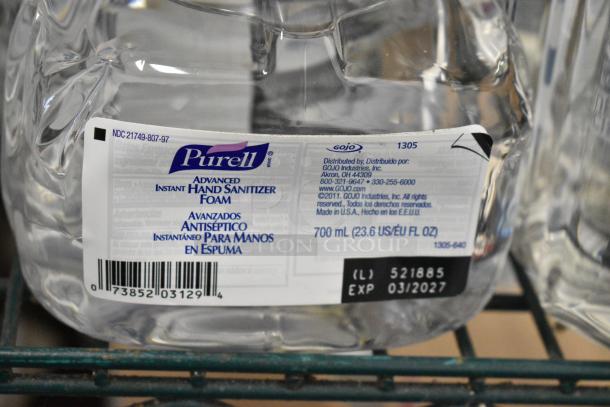 NDC 21749-807-97
Purell
ADVANCED
INSTANT HAND SANITIZER
FOAM
AVANZADOS
ANTISÉPTICO
INSTANTÁNEO PARA MANOS
EN ESPUMA
0 73852 03129 4
GOJO
1305
Distributed by, Distribuido por:
GOJO Industries, Inc.
Akron, OH 44309
800-321-9647 • 330-255-6000
www.GOJO.com
©2011. GOJO Industries, Inc. All rights
reserved., Todos los derechos reservados.
Made in U.S.A., Hecho en los E.E.U.U.
700 mL (23.6 US/ÉU FL OZ)
1305-640
(L) 521885
EXP 03/2027